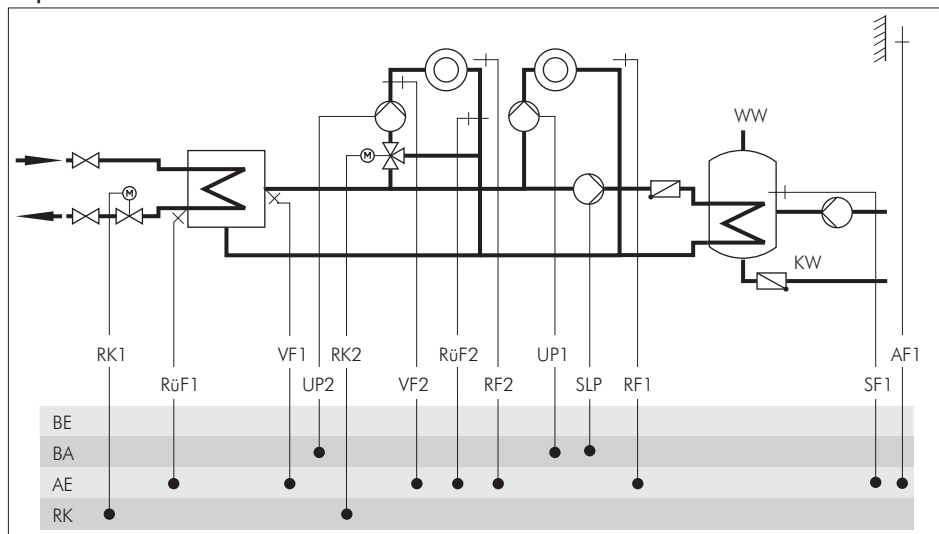 WW
M
M
KW
RK1 VF1 RK2 RüF2 UP1 AF1
RüF1 UP2 VF2 RF2 SLP RF1 SF1
BE
BA
AE
RK